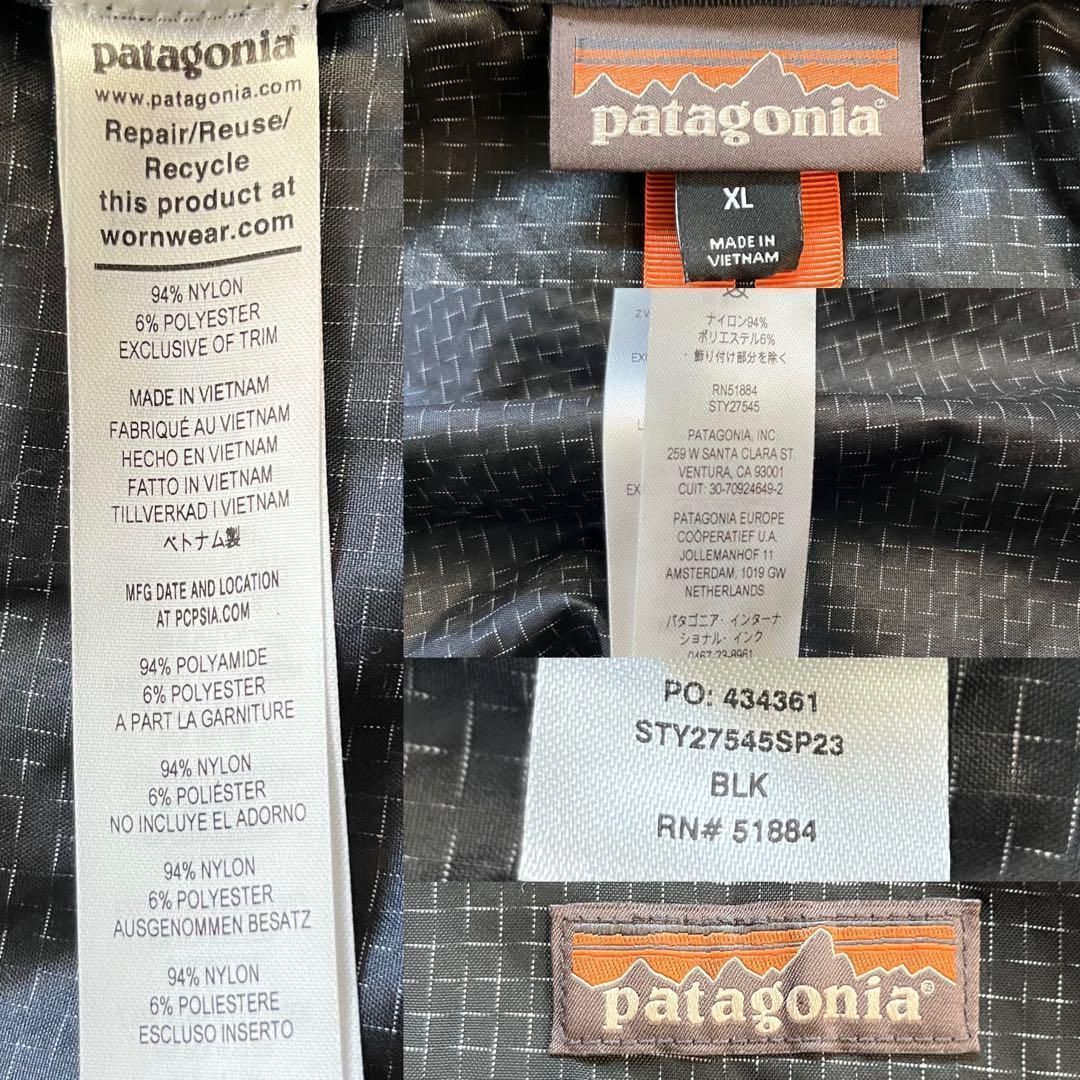 patagonia®
www.patagonia.com
Repair/Reuse/
Recycle
this product at
wornwear.com
94% NYLON
6% POLYESTER
EXCLUSIVE OF TRIM
MADE IN VIETNAM
FABRIQUÉ AU VIETNAM
HECHO EN VIETNAM
FATTO IN VIETNAM
TILLVERKAD I VIETNAM
ベトナム製
MFG DATE AND LOCATION
AT PCPSIA.COM
94% POLYAMIDE
6% POLYESTER
A PART LA GARNITURE
94% NYLON
6% POLIÉSTER
NO INCLUYE EL ADORNO
94% NYLON
6% POLYESTER
AUSGENOMMEN BESATZ
94% NYLON
6% POLIESTERE
ESCLUSO INSERTO
patagonia
XL
MADE IN
VIETNAM
ナイロン94%
ポリエステル6%
飾り付け部分を除く
RN51884
STY27545
PATAGONIA, INC.
259 W SANTA CLARA ST.
VENTURA, CA 93001
CUIT: 30-70924649-2
PATAGONIA EUROPE
COÖPERATIEF U.A.
JOLLEMANHOF 11
AMSTERDAM, 1019 GW
NETHERLANDS
パタゴニア・インターナ
ショナル・インク
0467-23-8961
PO: 434361
STY27545SP23
BLK
RN# 51884
patagonia®